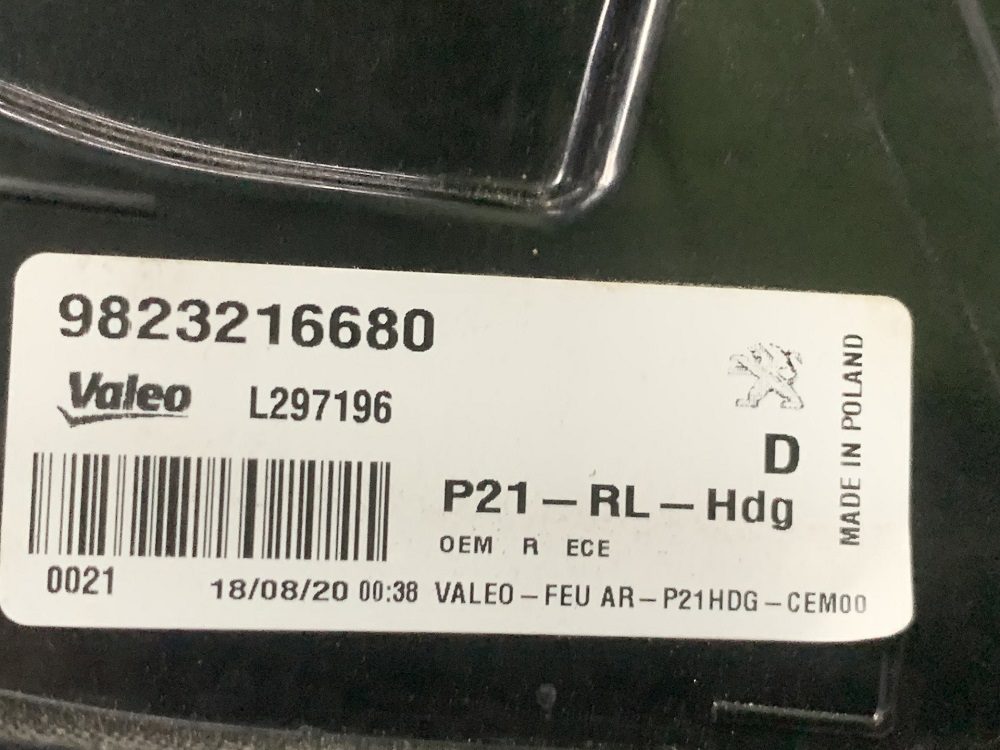 9823216680
Valeo L297196
D
P21-RL-Hdg
OEM R ECE
0021 18/08/20 00:38 VALEO-FEU AR-P21HDG-CEM00
MADE IN POLAND